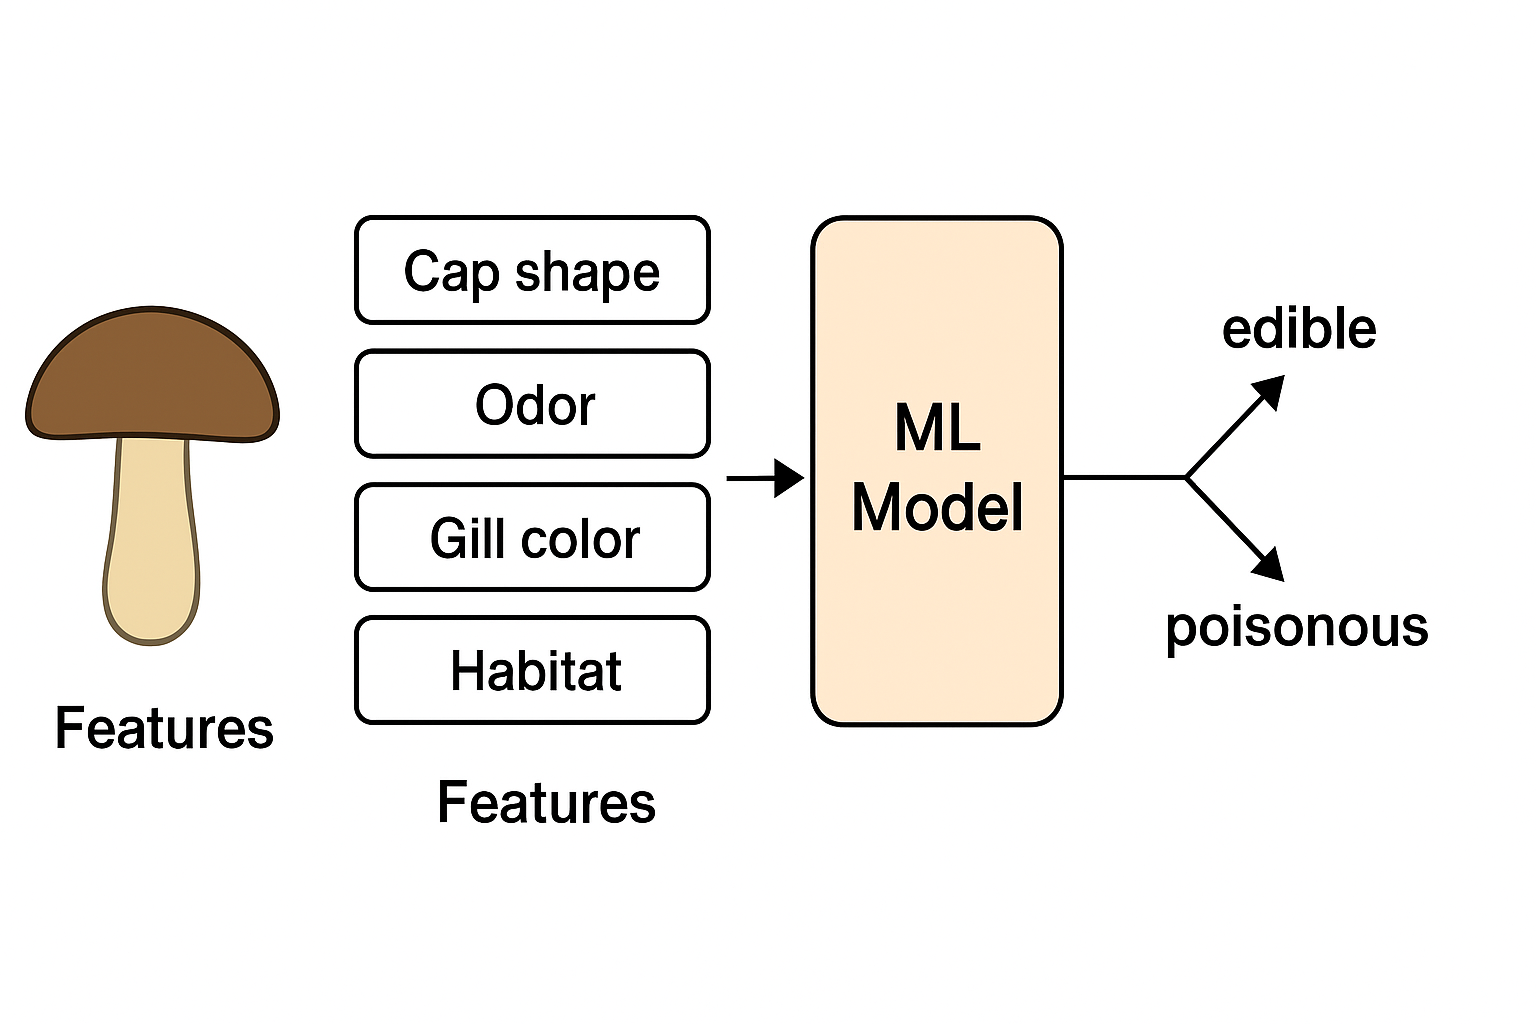 Features
Cap shape
Odor
Gill color
Habitat
Features
ML
Model
edible
poisonous